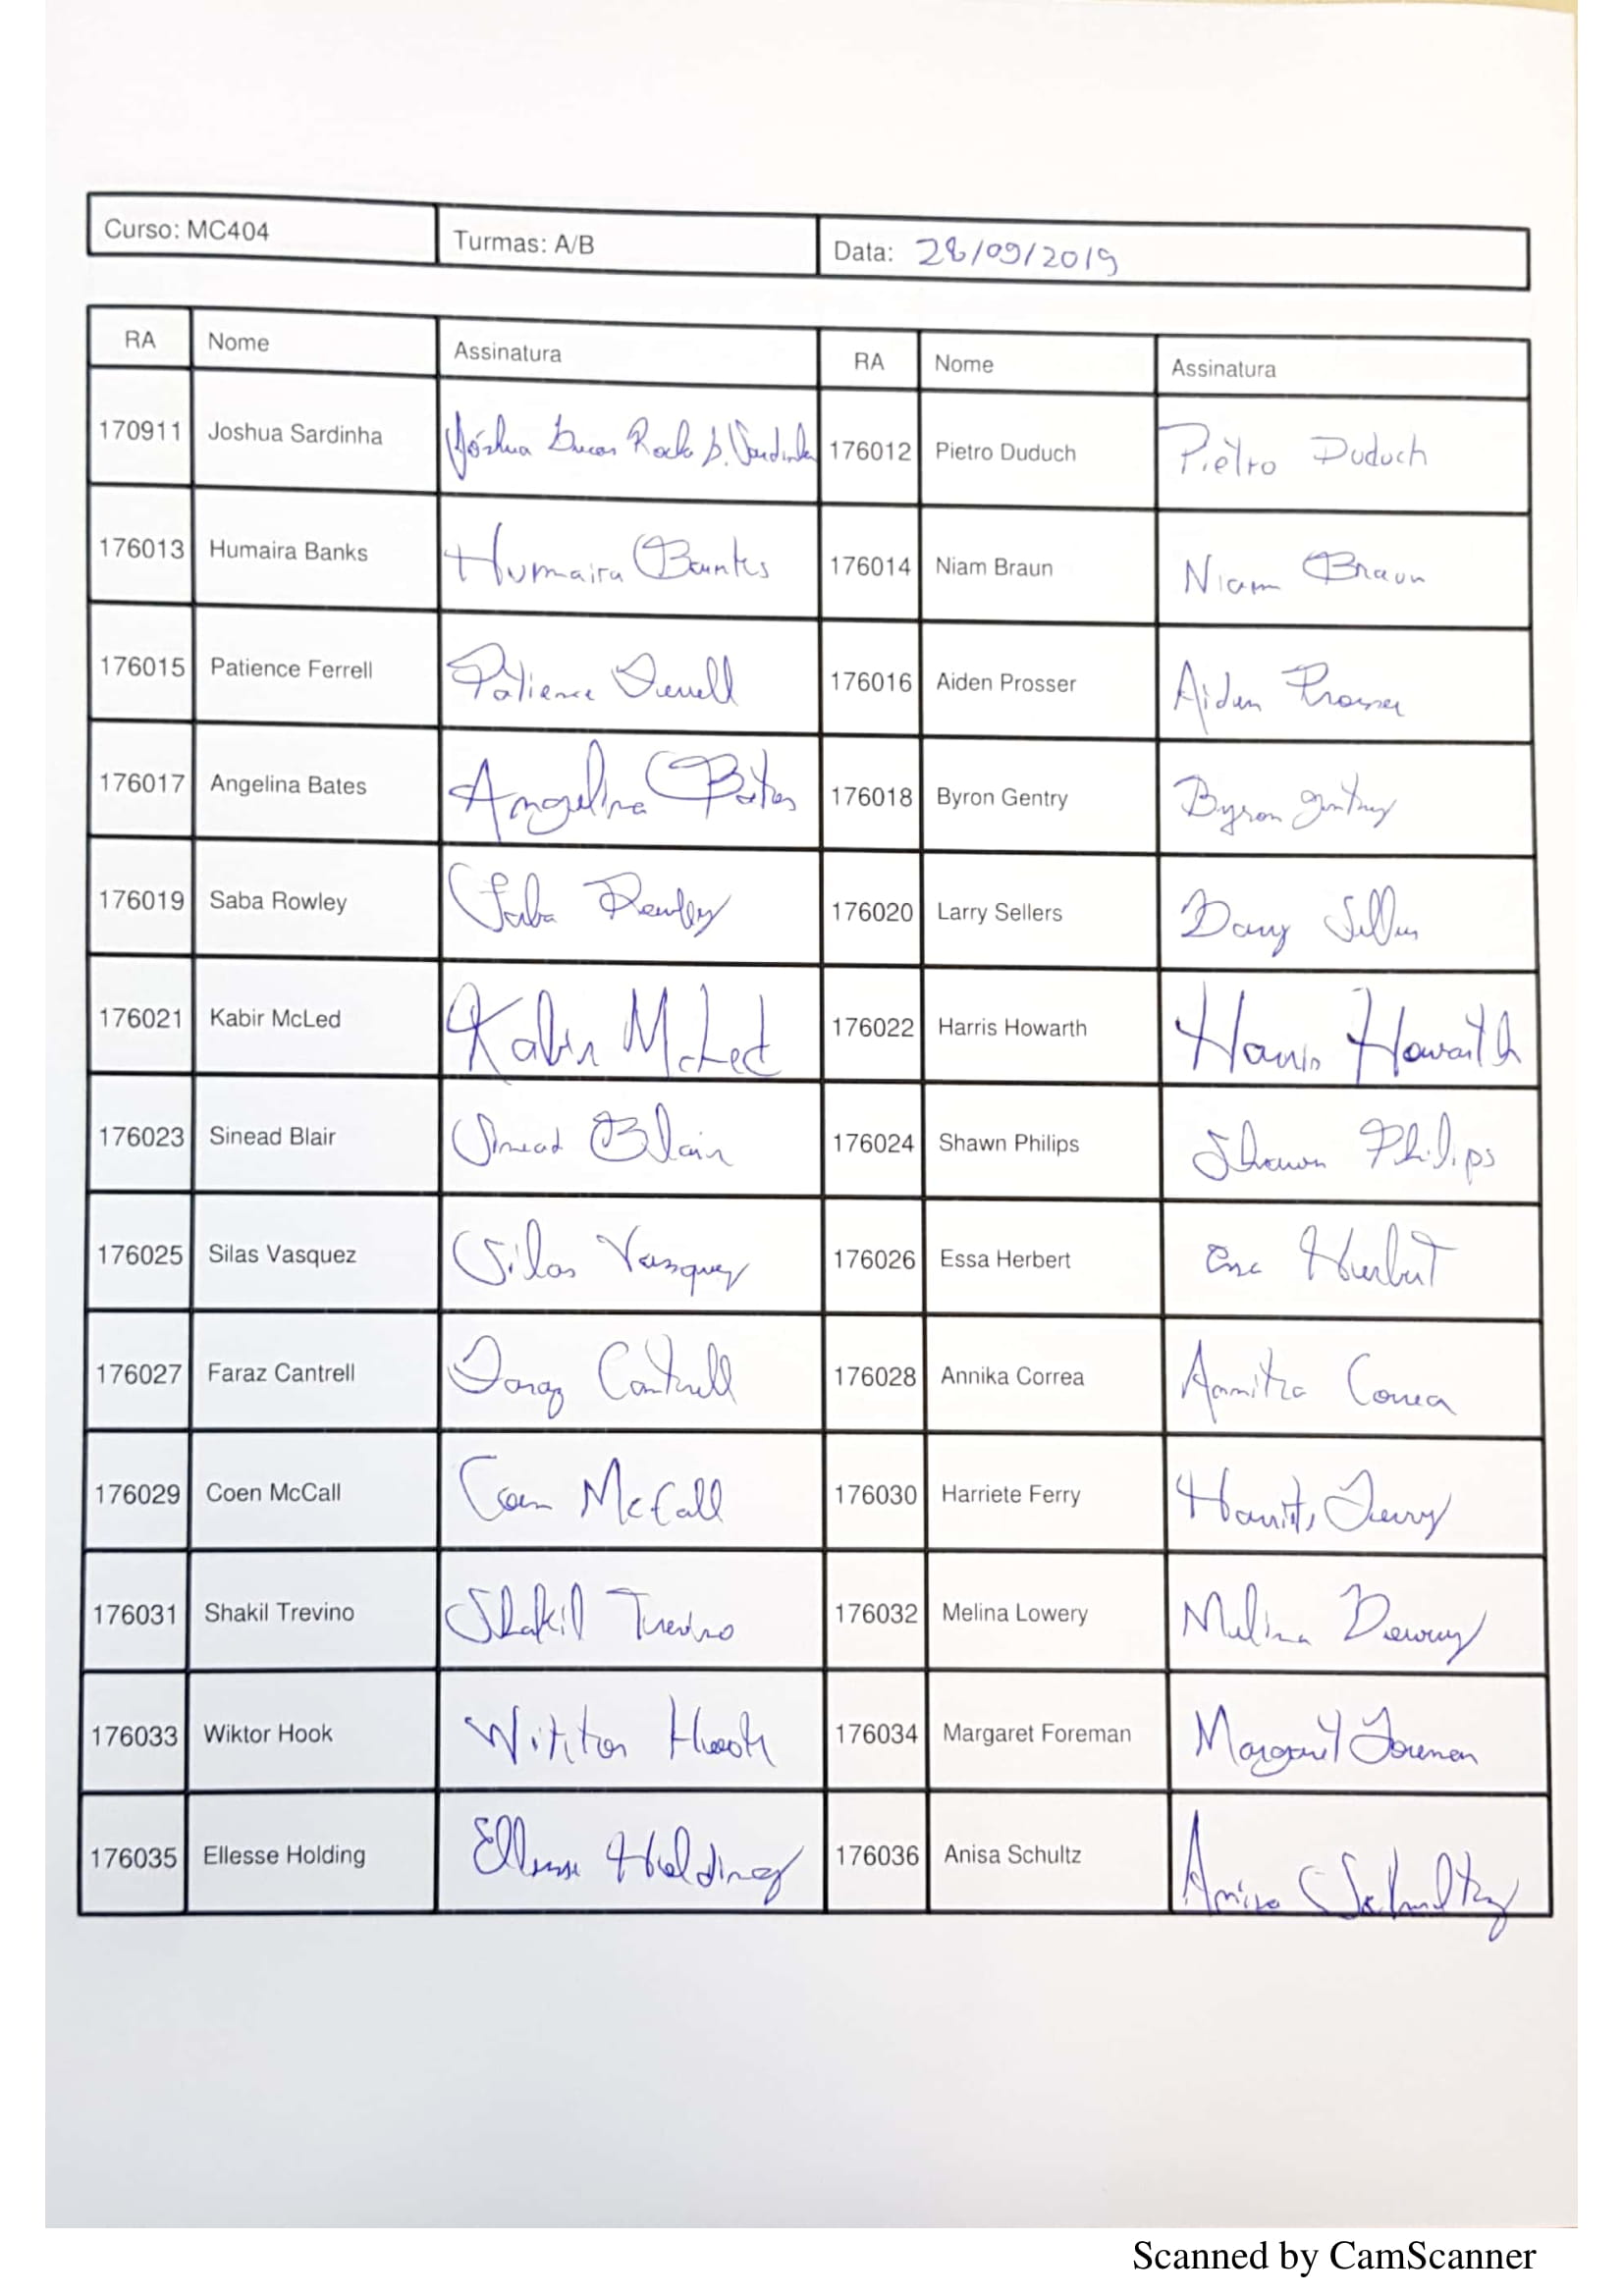 Curso: MC404 Turmas: A/B Data: 28/09/2019
RA Nome Assinatura RA Nome Assinatura
170911 Joshua Sardinha Jóshua Lucas Rocha S. Sardinha 176012 Pietro Duduch Pietro Duduch
176013 Humaira Banks Humaira Banks 176014 Niam Braun Niam Braun
176015 Patience Ferrell Patience Ferrell 176016 Aiden Prosser Aiden Prosser
176017 Angelina Bates Angelina Bates 176018 Byron Gentry Byron Gentry
176019 Saba Rowley Saba Rowley 176020 Larry Sellers Larry Sellers
176021 Kabir McLed Kabir McLed 176022 Harris Howarth Harris Howarth
176023 Sinead Blair Sinead Blair 176024 Shawn Philips Shawn Philips
176025 Silas Vasquez Silas Vasquez 176026 Essa Herbert Essa Herbert
176027 Faraz Cantrell Faraz Cantrell 176028 Annika Correa Annika Correa
176029 Coen McCall Coen McCall 176030 Harriete Ferry Harriete Ferry
176031 Shakil Trevino Shakil Trevino 176032 Melina Lowery Melina Lowery
176033 Wiktor Hook Wiktor Hook 176034 Margaret Foreman Margaret Foreman
176035 Ellesse Holding Ellesse Holding 176036 Anisa Schultz Anisa Schultz
Scanned by CamScanner